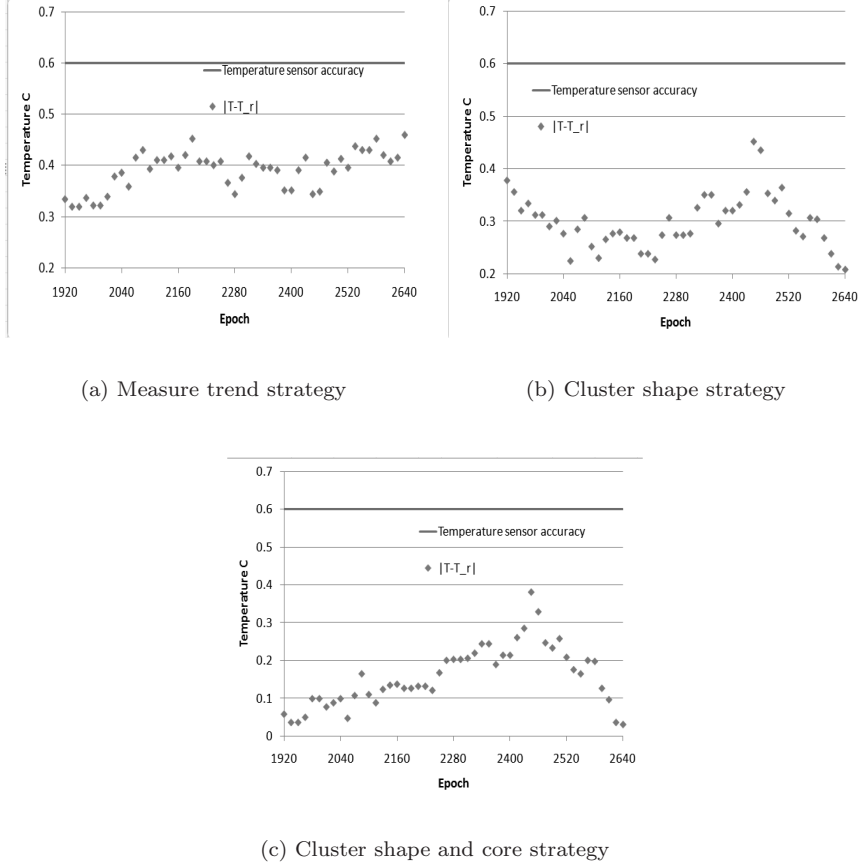 0.7
0.6
0.5
0.4
0.3
0.2
Temperature C
Temperature sensor accuracy
|T-T_r|
1920 2040 2160 2280 2400 2520 2640
Epoch
(a) Measure trend strategy
0.7
0.6
0.5
0.4
0.3
0.2
Temperature C
Temperature sensor accuracy
|T-T_r|
1920 2040 2160 2280 2400 2520 2640
Epoch
(b) Cluster shape strategy
0.7
0.6
0.5
0.4
0.3
0.2
0.1
0
Temperature C
Temperature sensor accuracy
|T-T_r|
1920 2040 2160 2280 2400 2520 2640
Epoch
(c) Cluster shape and core strategy